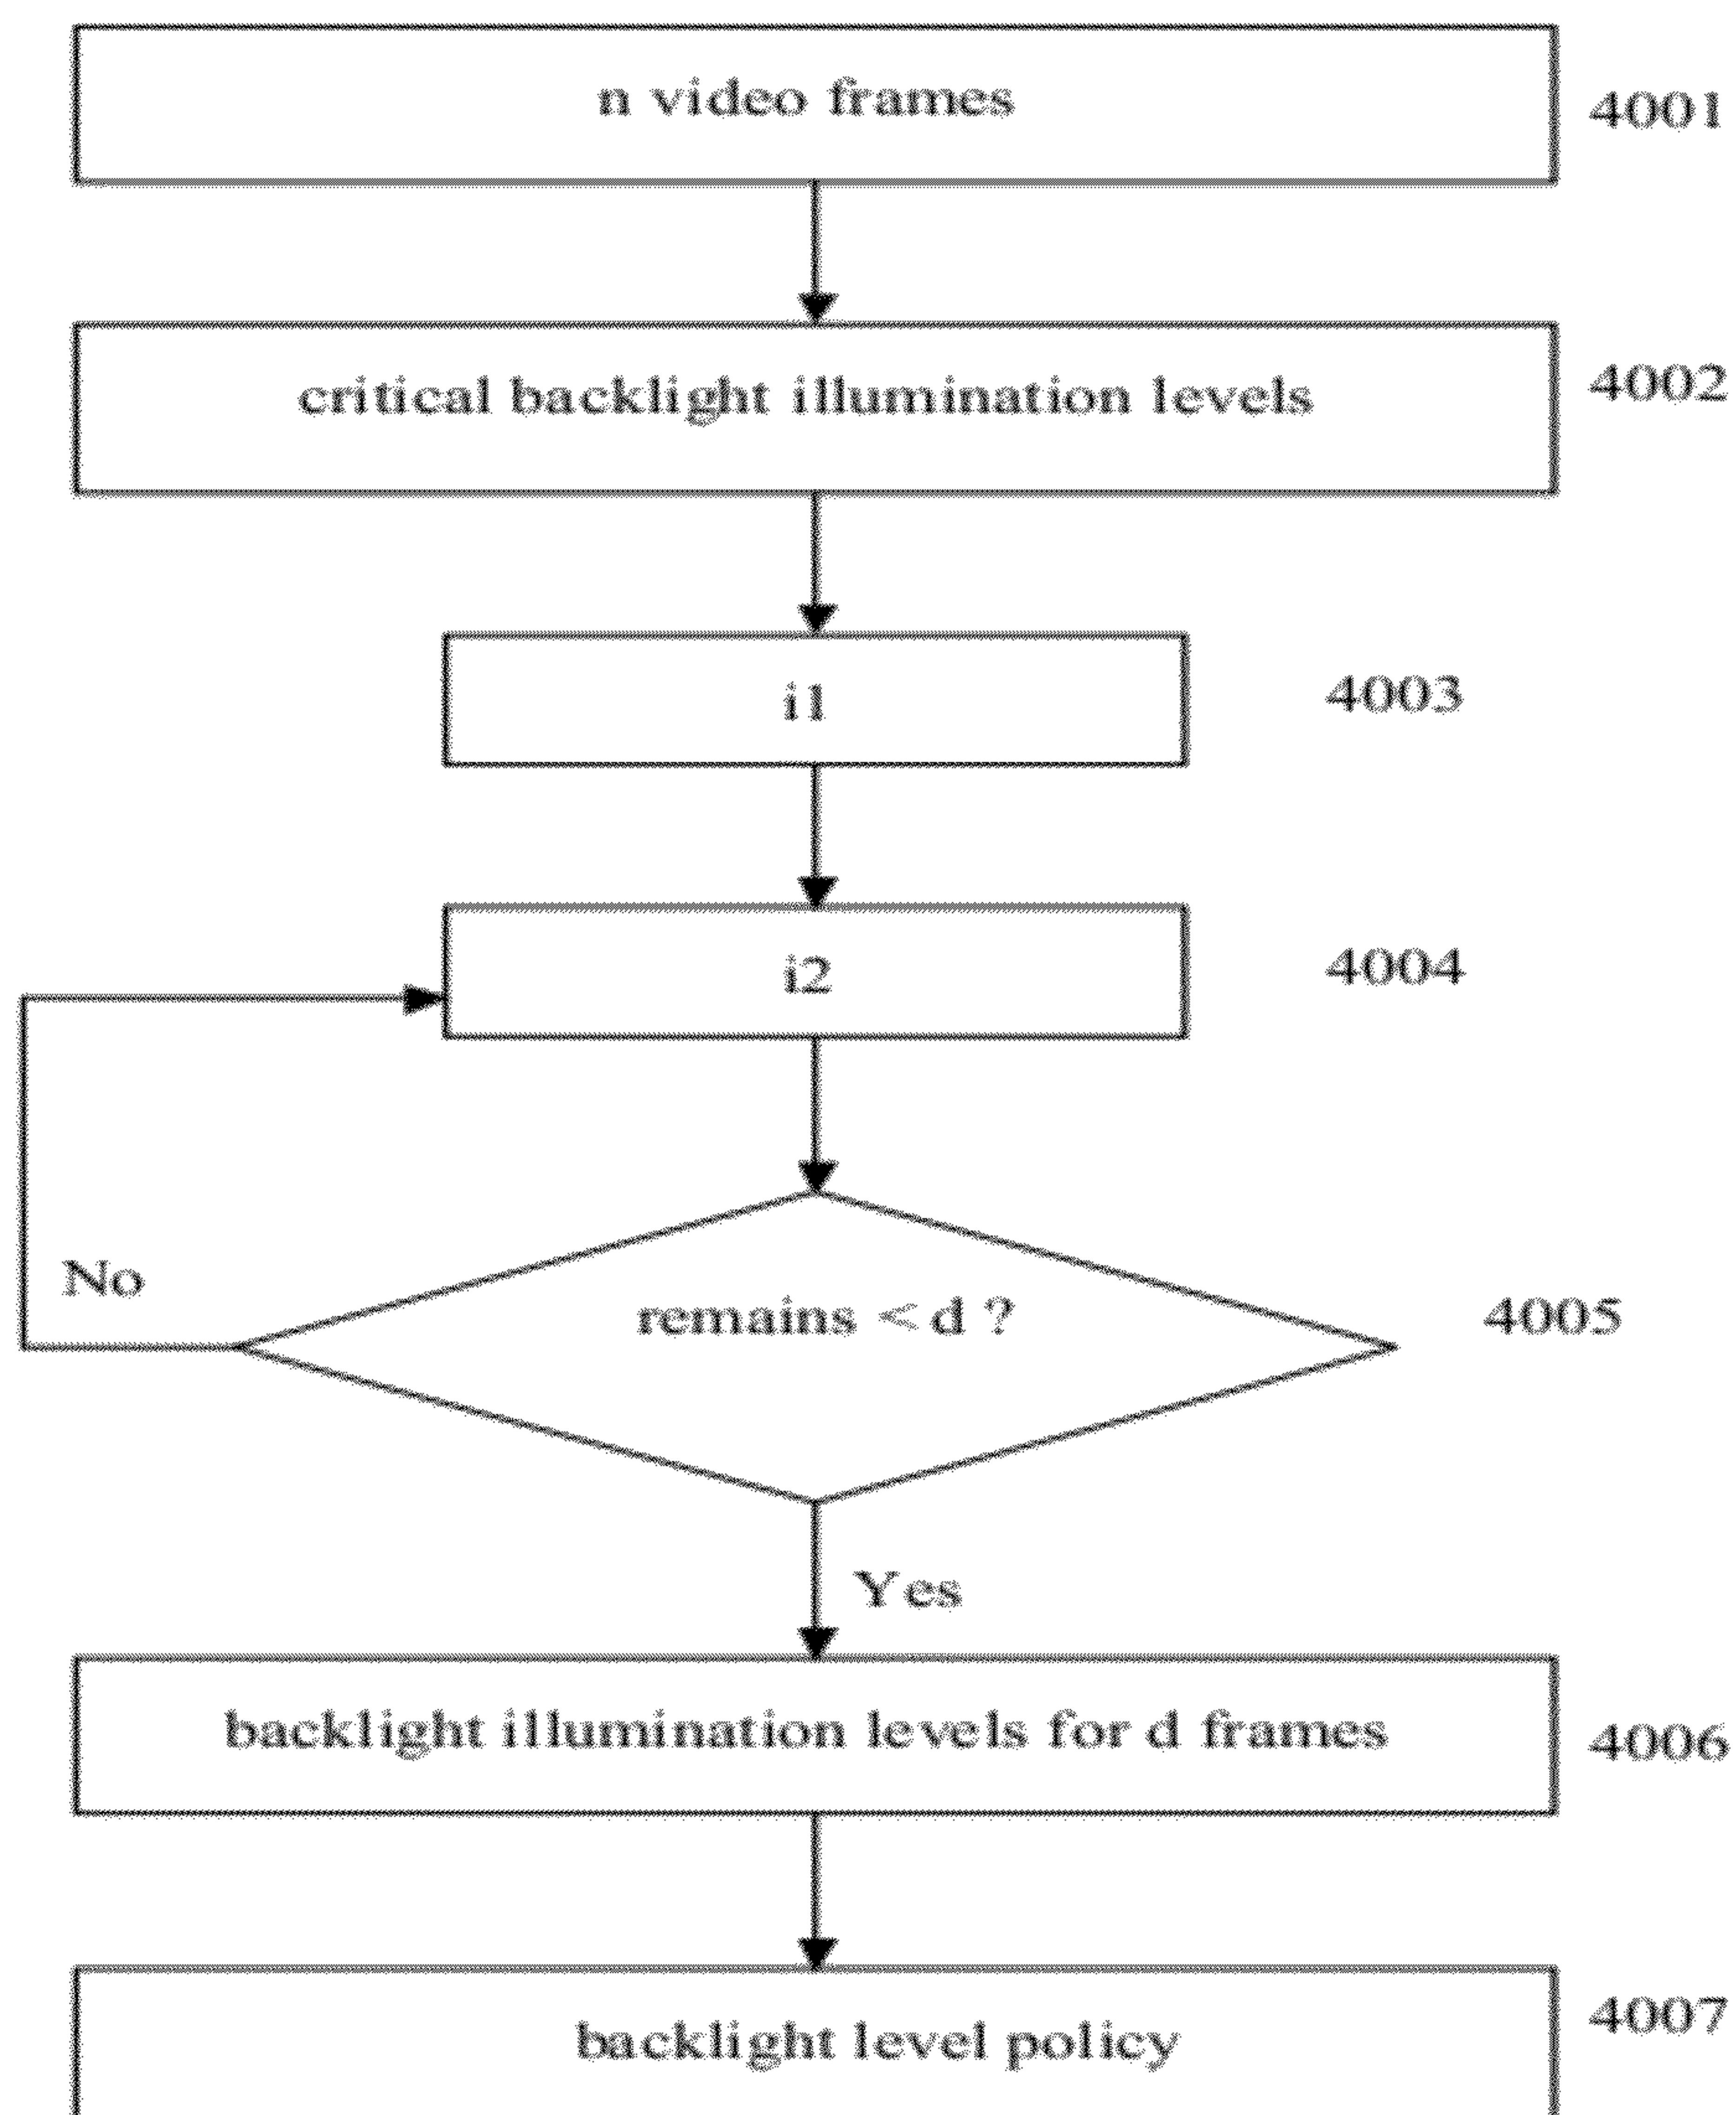 n video frames
4001
critical backlight illumination levels
4002
i1
4003
i2
4004
No
remains < d ?
4005
Yes
backlight illumination levels for d frames
4006
backlight level policy
4007